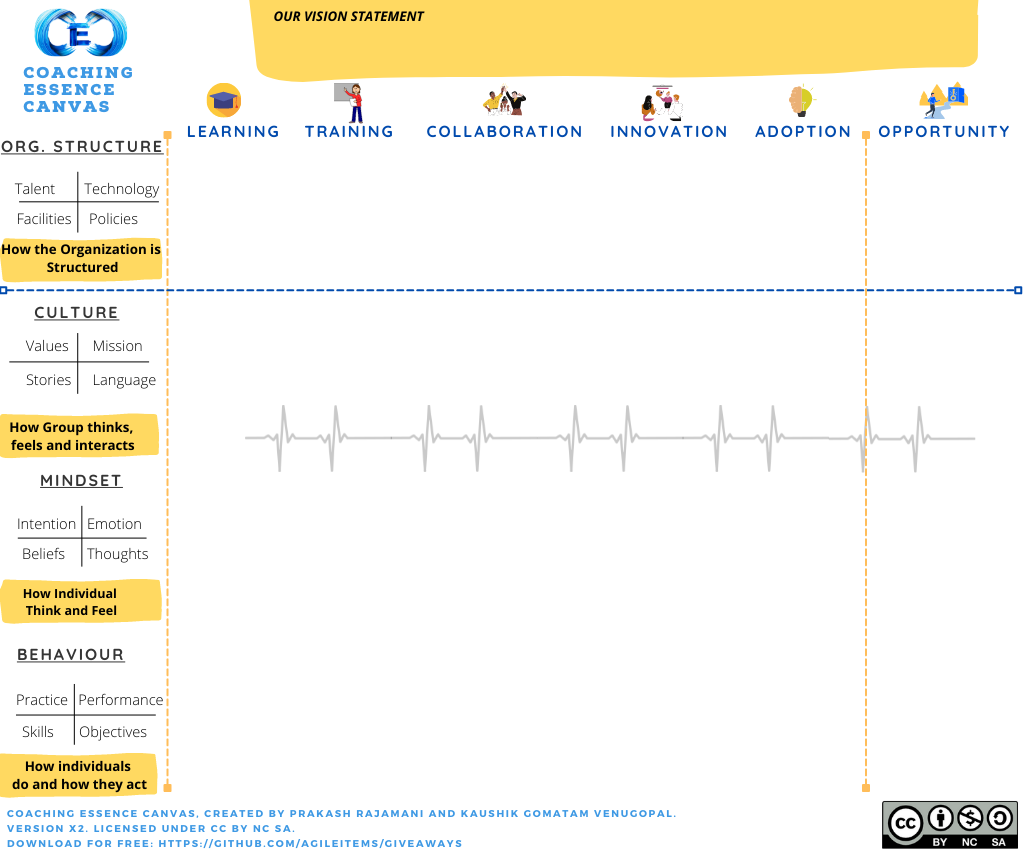 OUR VISION STATEMENT
CEC
COACHING
ESSENCE
CANVAS
LEARNING TRAINING COLLABORATION INNOVATION ADOPTION OPPORTUNITY
ORG. STRUCTURE
Talent Technology
Facilities Policies
How the Organization is
Structured
CULTURE
Values Mission
Stories Language
How Group thinks,
feels and interacts
MINDSET
Intention Emotion
Beliefs Thoughts
How Individual
Think and Feel
BEHAVIOUR
Practice Performance
Skills Objectives
How individuals
do and how they act
COACHING ESSENCE CANVAS, CREATED BY PRAKASH RAJAMANI AND KAUSHIK GOMATAM VENUGOPAL.
VERSION X2. LICENSED UNDER CC BY NC SA.
DOWNLOAD FOR FREE: HTTPS://GITHUB.COM/AGILEITEMS/GIVEAWAYS
CC
BY NC SA